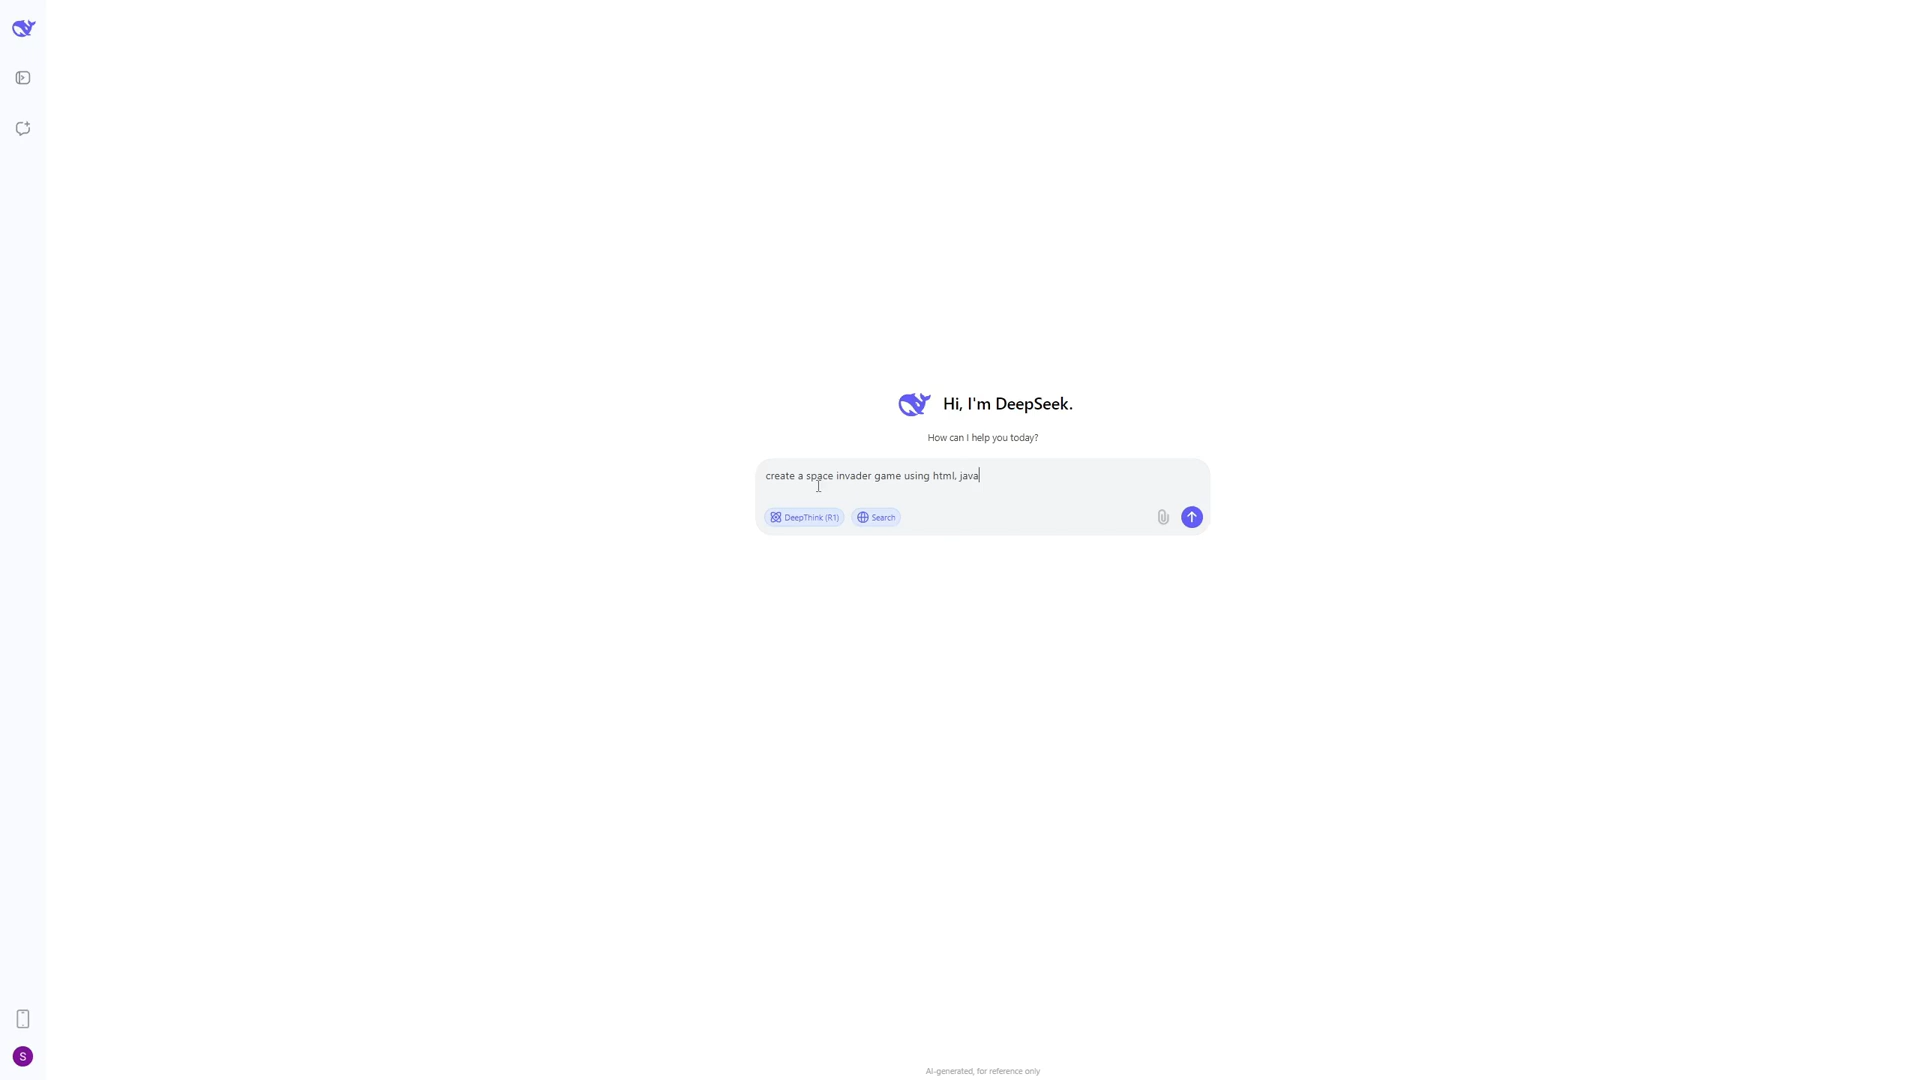 Hi, I'm DeepSeek.
How can I help you today?
create a space invader game using html, java
DeepThink (R1)
Search
S
AI-generated, for reference only